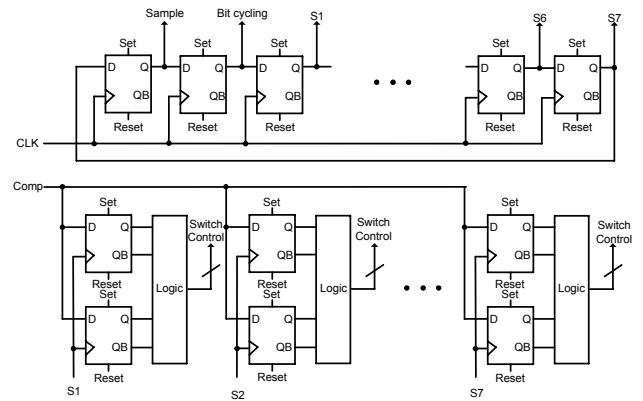 Sample Bit cycling S1 S6 S7
Set Set Set Set Set
D Q D Q D Q D Q D Q
QB QB QB QB QB
Reset Reset Reset Reset Reset
CLK
Comp
Set Set Set
D Q D Q D Q
Switch Control Switch Control Switch Control
QB QB QB
Reset Reset Reset
Logic Logic Logic
Set Set Set
D Q D Q D Q
QB QB QB
Reset Reset Reset
S1 S2 S7